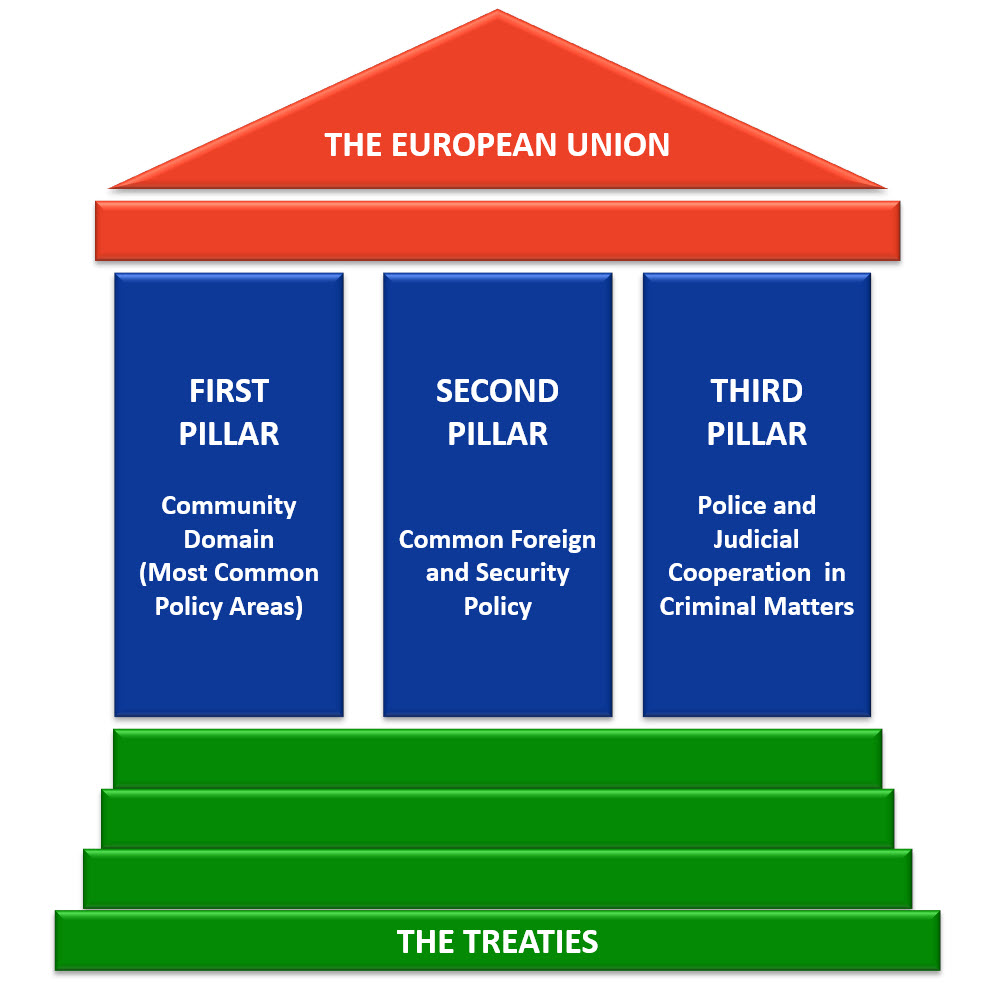 THE EUROPEAN UNION
FIRST
PILLAR
Community
Domain
(Most Common
Policy Areas)
SECOND
PILLAR
Common Foreign
and Security
Policy
THIRD
PILLAR
Police and
Judicial
Cooperation  in
Criminal Matters
THE TREATIES